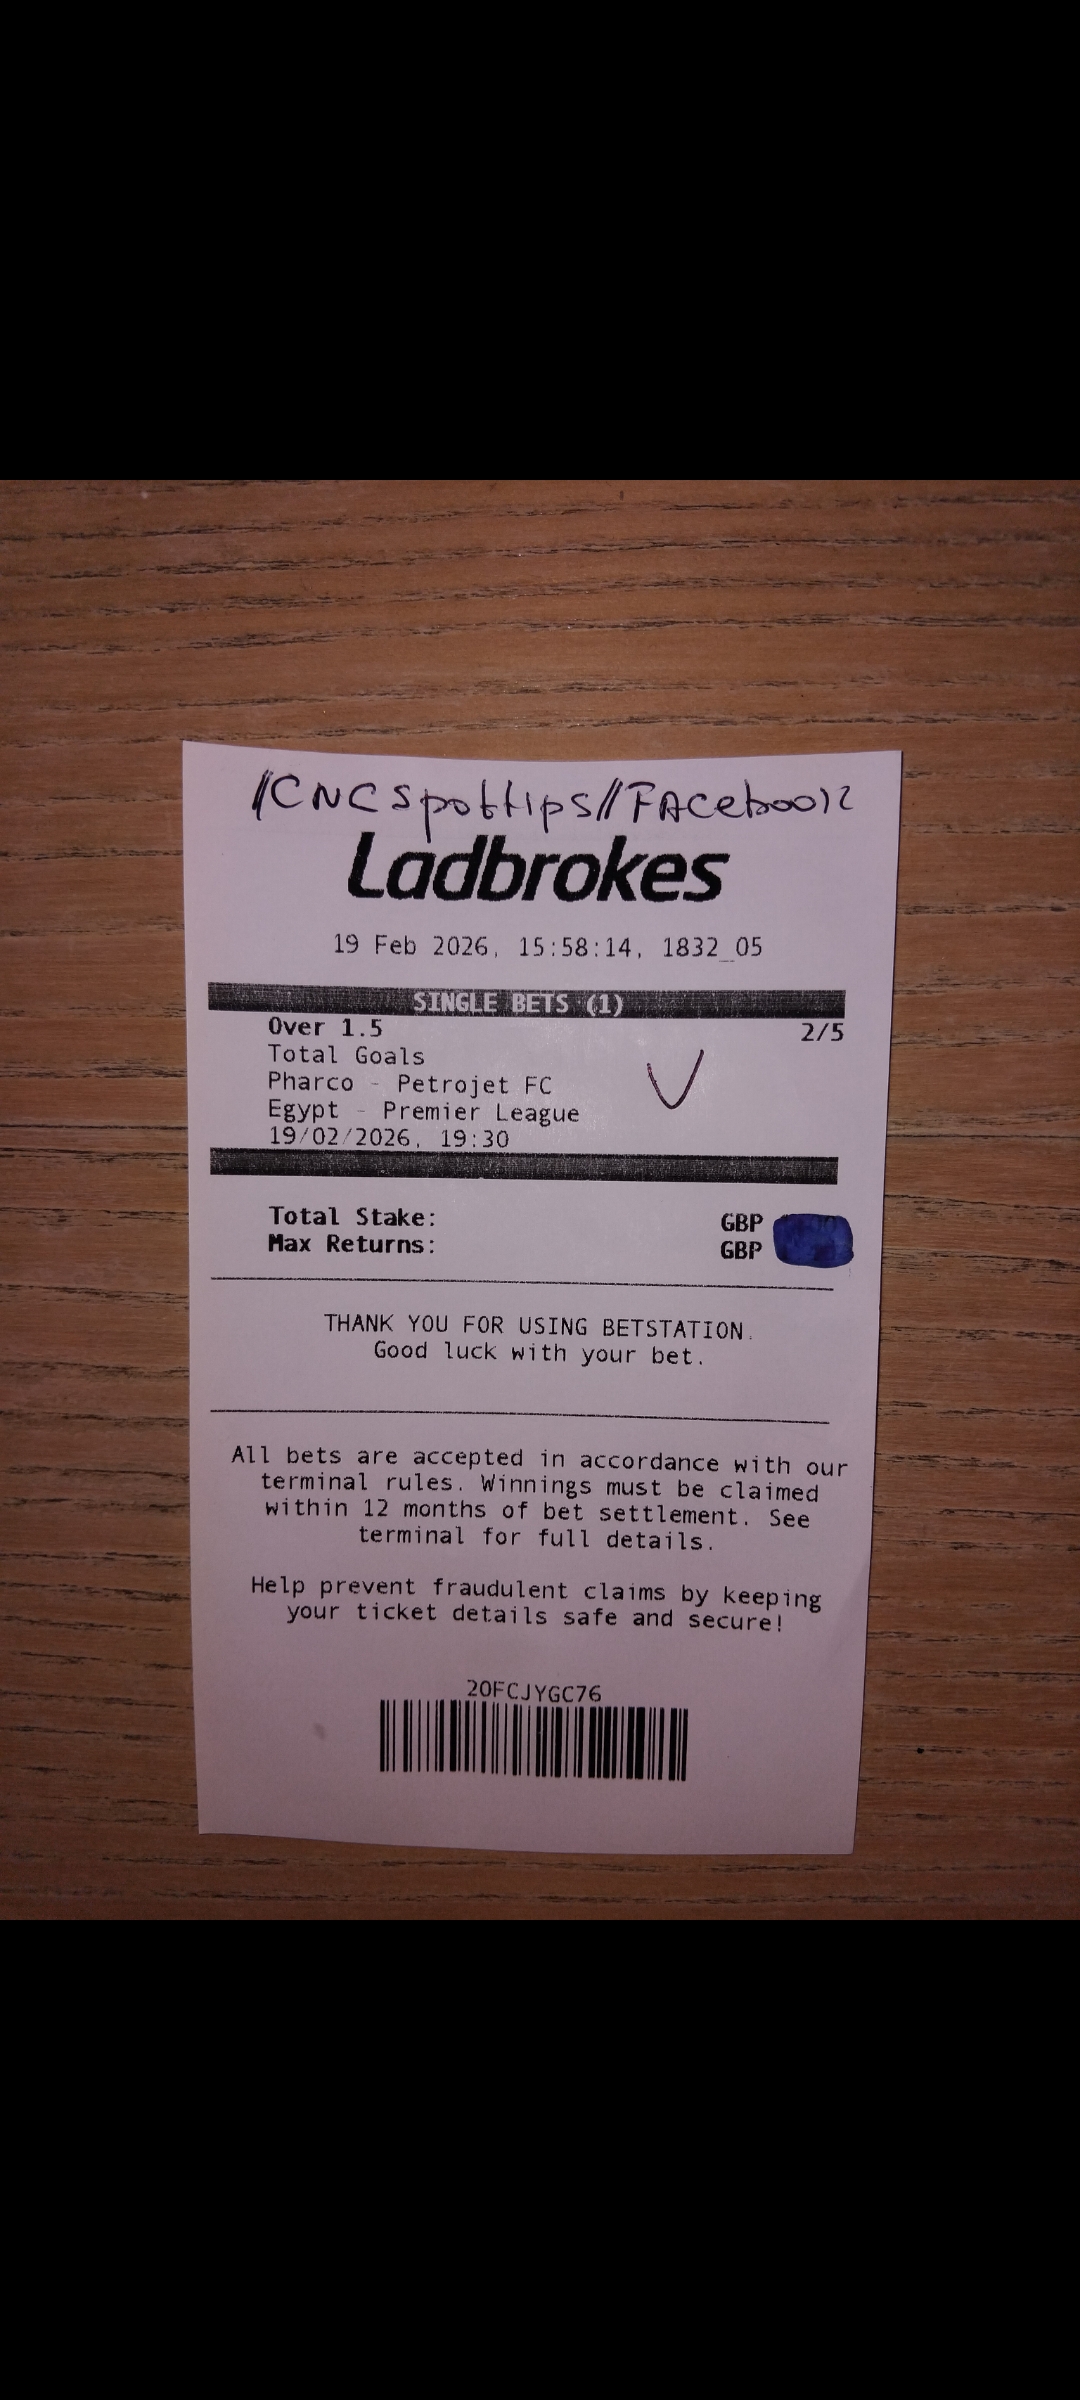 //CNCspottips//FAcebook
Ladbrokes
19 Feb 2026, 15:58:14, 1832_05
SINGLE BETS (1)
Over 1.5 2/5
Total Goals
Pharco - Petrojet FC
Egypt - Premier League
19/02/2026, 19:30
Total Stake: GBP
Max Returns: GBP
THANK YOU FOR USING BETSTATION.
Good luck with your bet.
All bets are accepted in accordance with our
terminal rules. Winnings must be claimed
within 12 months of bet settlement. See
terminal for full details.
Help prevent fraudulent claims by keeping
your ticket details safe and secure!
20FCJYGC76